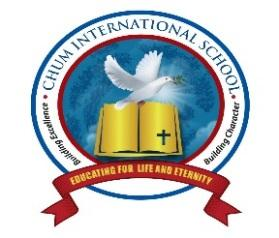 • CHUM INTERNATIONAL SCHOOL •
Building Excellence
Building Character
EDUCATING FOR LIFE AND ETERNITY